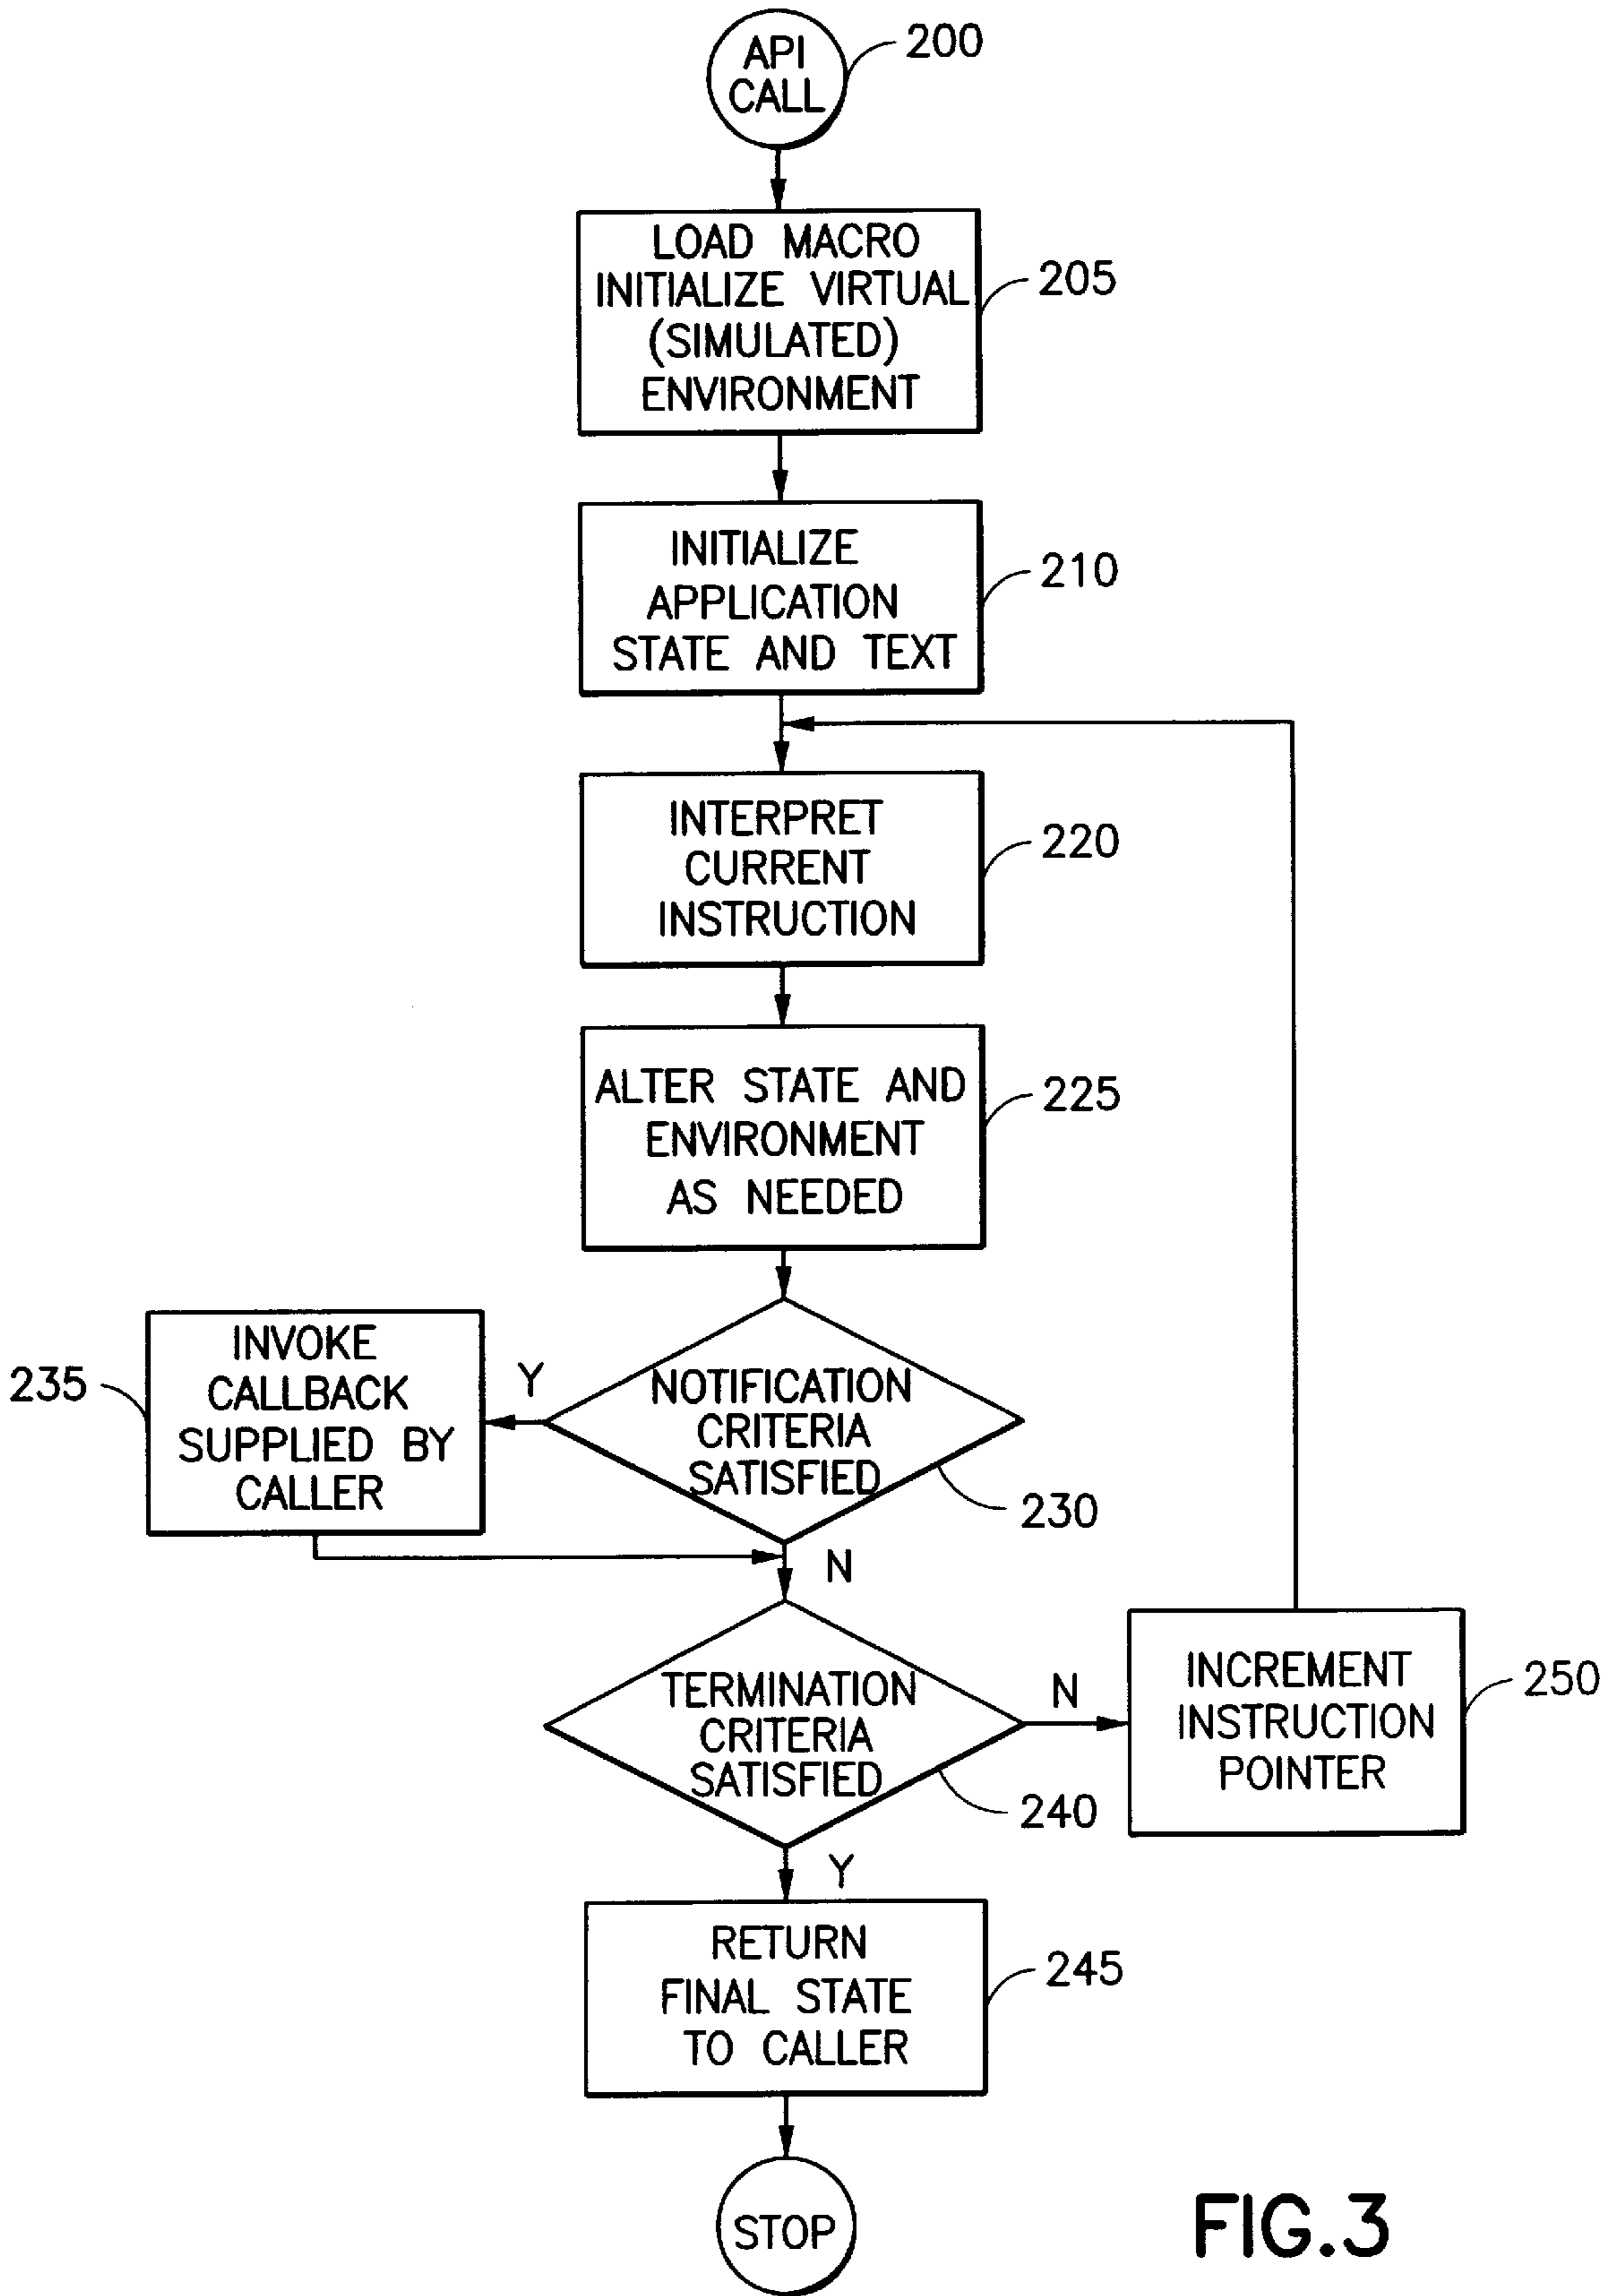 API
CALL
200
LOAD MACRO
INITIALIZE VIRTUAL
(SIMULATED)
ENVIRONMENT
205
INITIALIZE
APPLICATION
STATE AND TEXT
210
INTERPRET
CURRENT
INSTRUCTION
220
ALTER STATE AND
ENVIRONMENT
AS NEEDED
225
NOTIFICATION
CRITERIA
SATISFIED
230
Y
INVOKE
CALLBACK
SUPPLIED BY
CALLER
235
N
TERMINATION
CRITERIA
SATISFIED
240
N
INCREMENT
INSTRUCTION
POINTER
250
Y
RETURN
FINAL STATE
TO CALLER
245
STOP
FIG.3